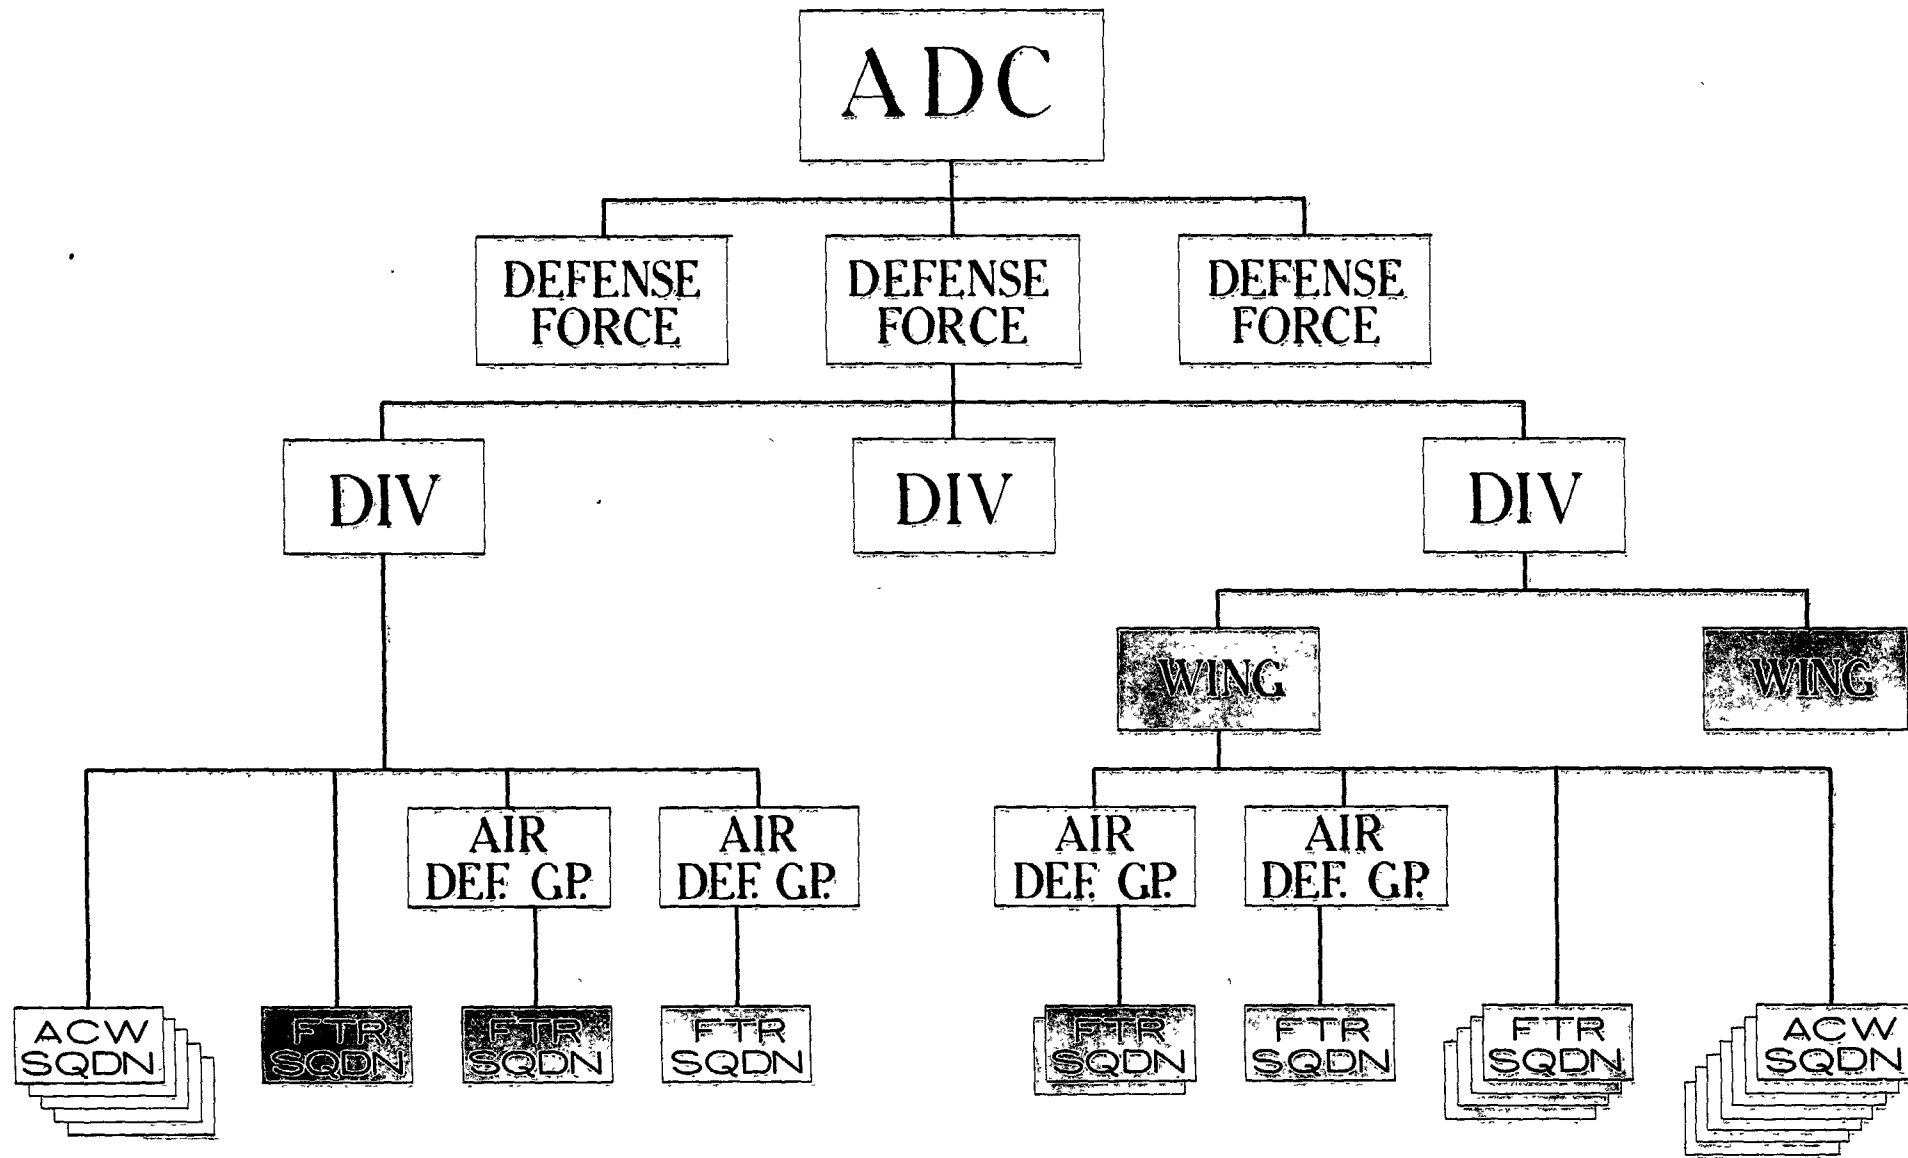 ADC
DEFENSE
FORCE
DEFENSE
FORCE
DEFENSE
FORCE
DIV
DIV
DIV
WING
WING
AIR
DEF. GP.
AIR
DEF. GP.
AIR
DEF. GP.
AIR
DEF. GP.
ACW
SQDN
FTR
SQDN
FTR
SQDN
FTR
SQDN
FTR
SQDN
FTR
SQDN
FTR
SQDN
ACW
SQDN